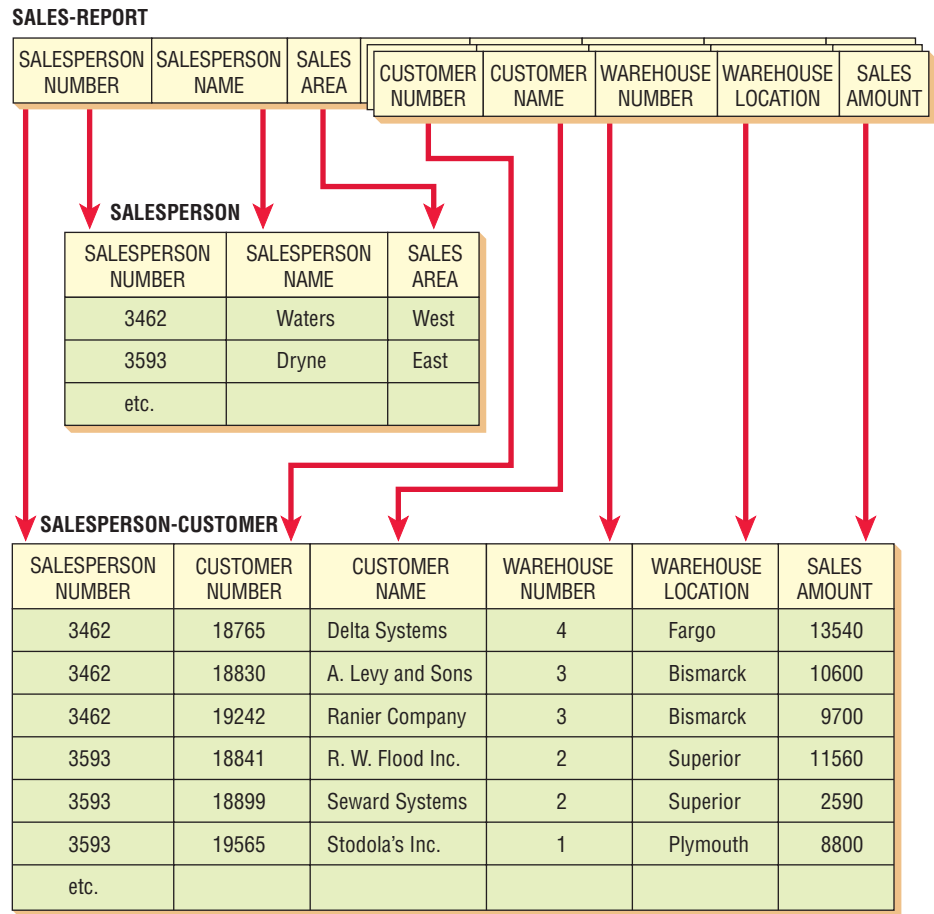 SALES-REPORT
SALESPERSON NUMBER SALESPERSON NAME SALES AREA CUSTOMER NUMBER CUSTOMER NAME WAREHOUSE NUMBER WAREHOUSE LOCATION SALES AMOUNT
SALESPERSON
SALESPERSON NUMBER SALESPERSON NAME SALES AREA
3462 Waters West
3593 Dryne East
etc.
SALESPERSON-CUSTOMER
SALESPERSON NUMBER CUSTOMER NUMBER CUSTOMER NAME WAREHOUSE NUMBER WAREHOUSE LOCATION SALES AMOUNT
3462 18765 Delta Systems 4 Fargo 13540
3462 18830 A. Levy and Sons 3 Bismarck 10600
3462 19242 Ranier Company 3 Bismarck 9700
3593 18841 R. W. Flood Inc. 2 Superior 11560
3593 18899 Seward Systems 2 Superior 2590
3593 19565 Stodola's Inc. 1 Plymouth 8800
etc.